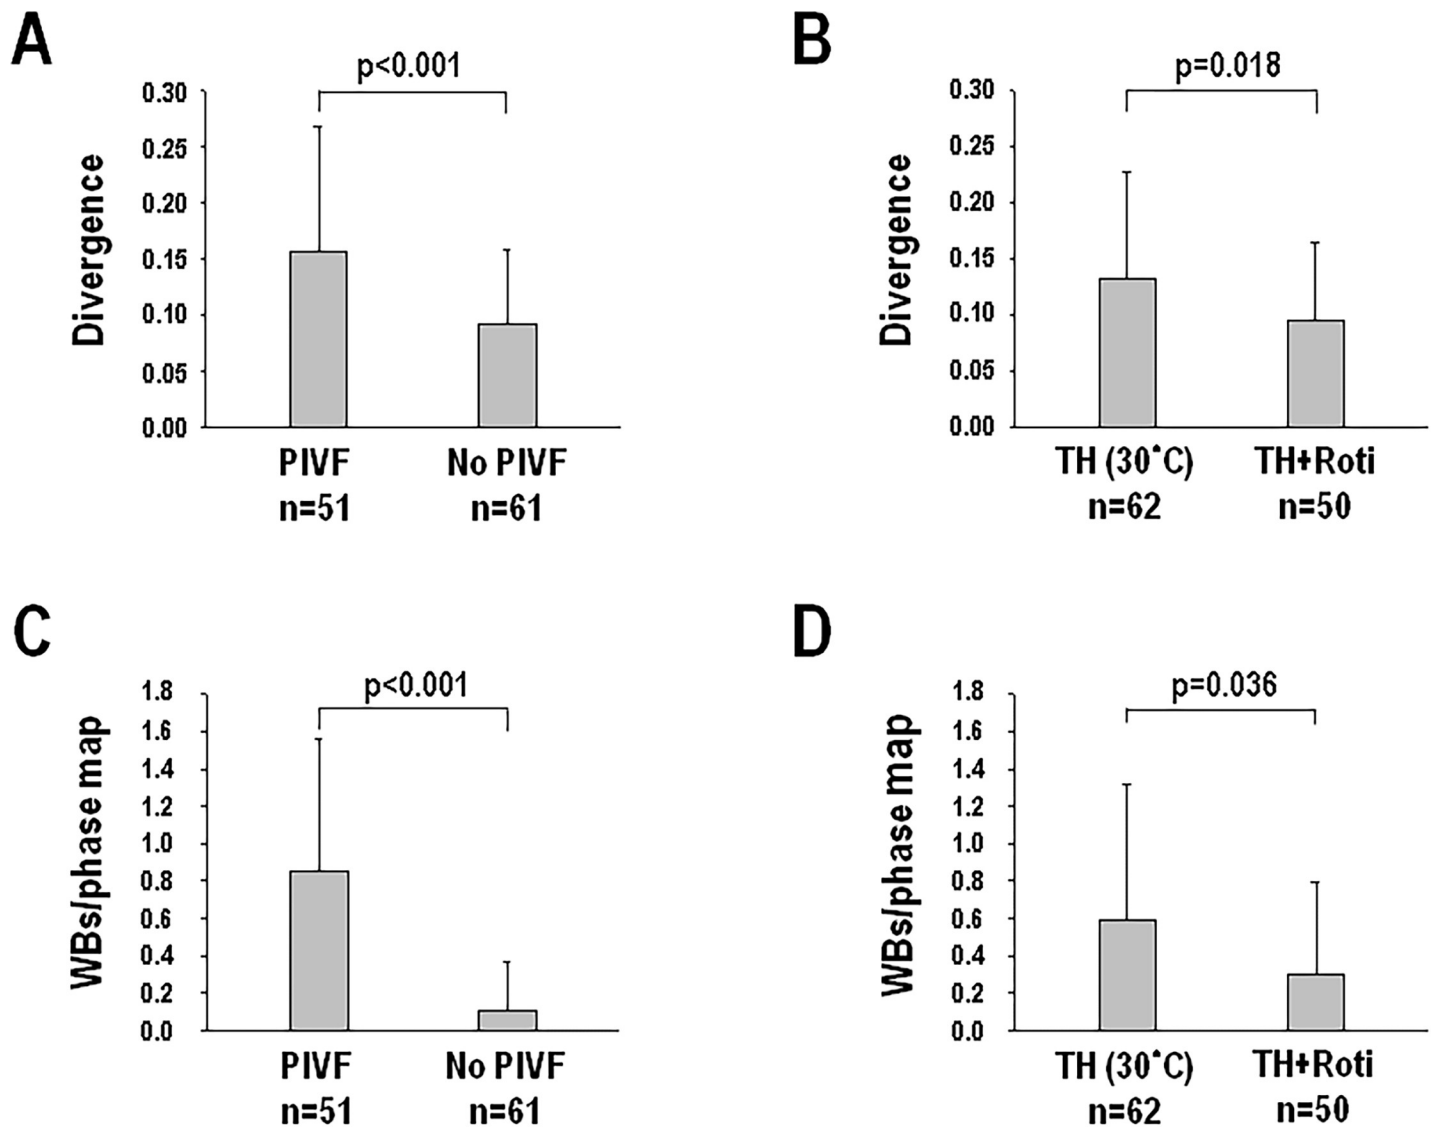 A
p<0.001
0.30
0.25
0.20
0.15
0.10
0.05
0.00
Divergence
PIVF
No PIVF
n=51
n=61
B
p=0.018
0.30
0.25
0.20
0.15
0.10
0.05
0.00
Divergence
TH (30°C)
TH+Roti
n=62
n=50
C
p<0.001
1.8
1.6
1.4
1.2
1.0
0.8
0.6
0.4
0.2
0.0
WBs/phase map
PIVF
No PIVF
n=51
n=61
D
p=0.036
1.8
1.6
1.4
1.2
1.0
0.8
0.6
0.4
0.2
0.0
WBs/phase map
TH (30°C)
TH+Roti
n=62
n=50